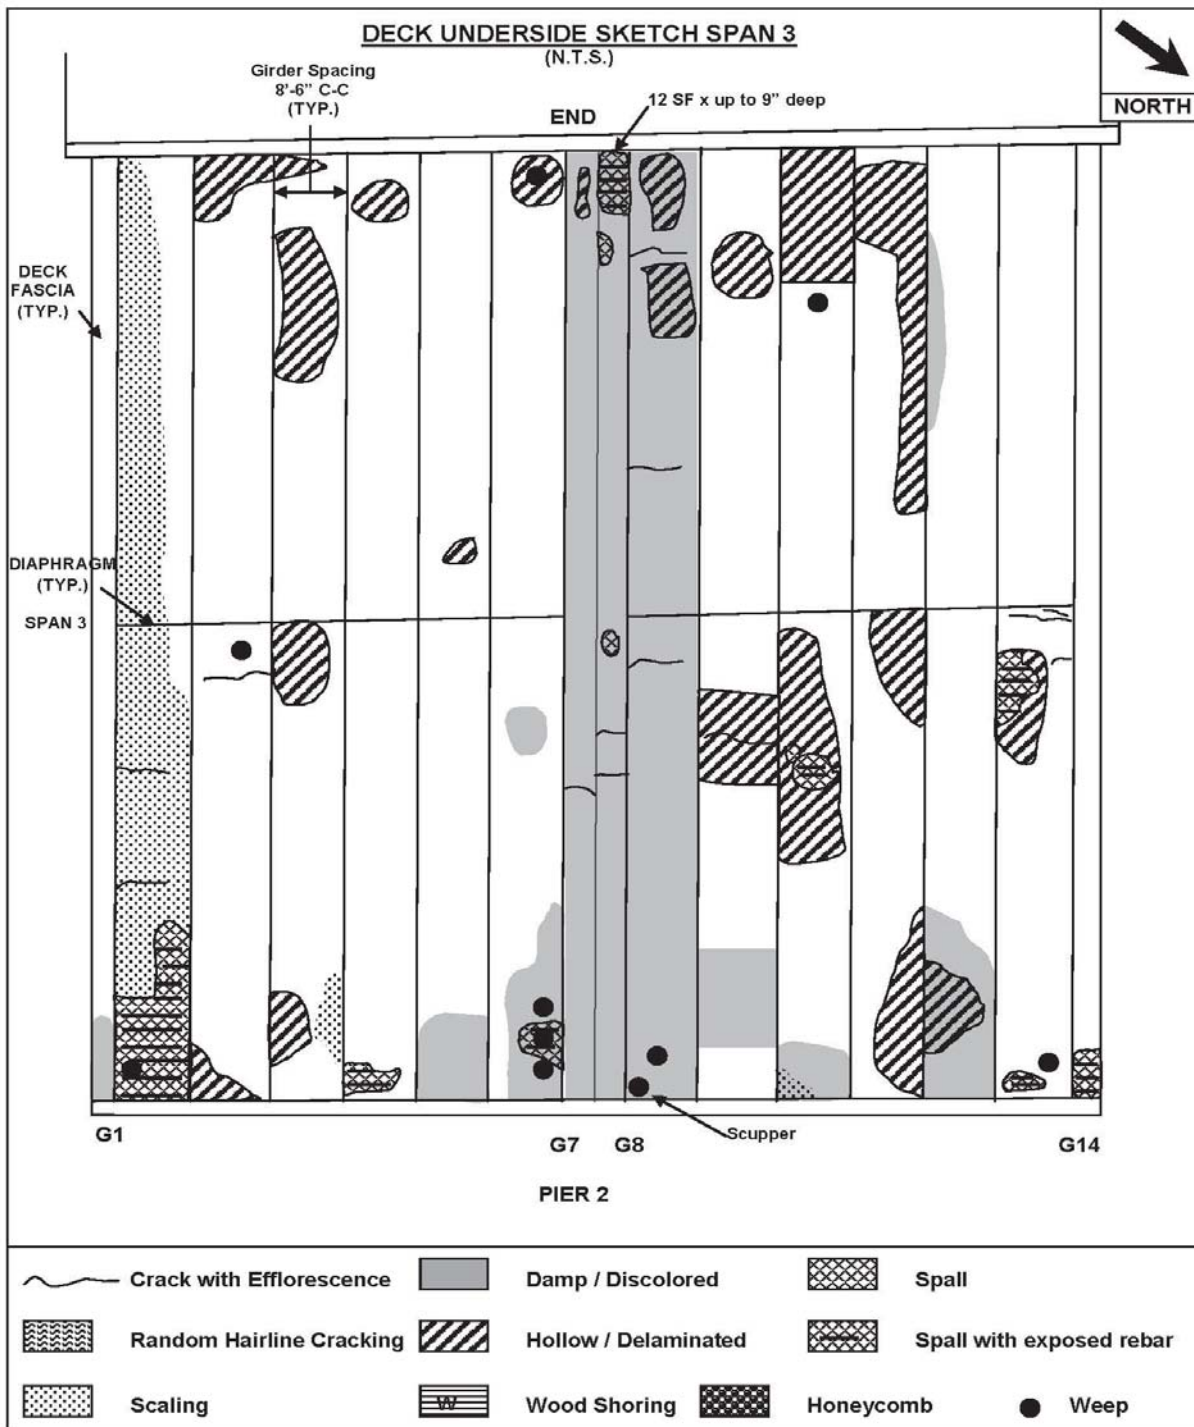 DECK UNDERSIDE SKETCH SPAN 3
(N.T.S.)
NORTH
Girder Spacing
8'-6" C-C
(TYP.)
END
12 SF x up to 9" deep
DECK
FASCIA
(TYP.)
DIAPHRAGM
(TYP.)
SPAN 3
G1
G7
G8
Scupper
G14
PIER 2
Crack with Efflorescence
Damp / Discolored
Spall
Random Hairline Cracking
Hollow / Delaminated
Spall with exposed rebar
Scaling
W
Wood Shoring
Honeycomb
Weep